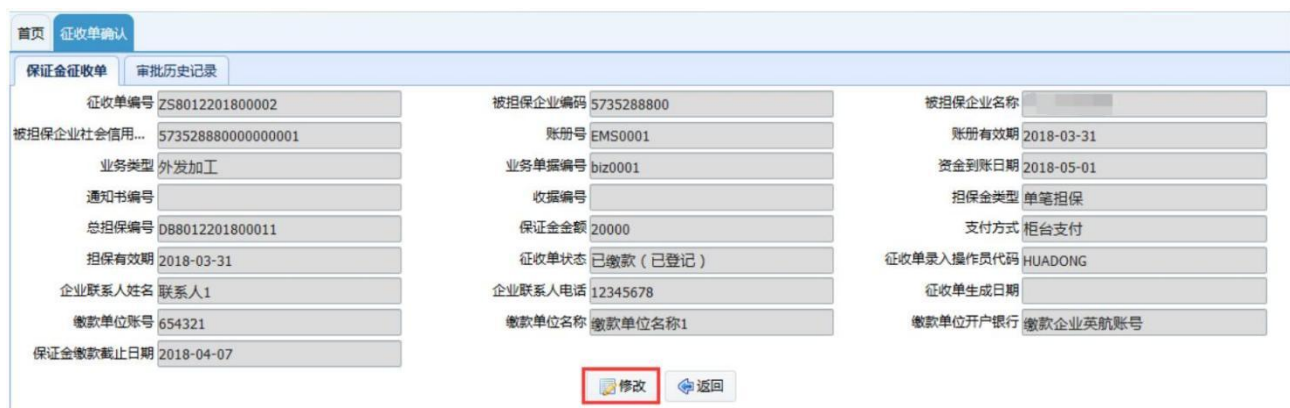 首页 征收单确认
保证金征收单 审批历史记录
征收单编号 ZS8012201800002 被担保企业编码 5735288800 被担保企业名称
被担保企业社会信用... 573528880000000001 账册号 EMS0001 账册有效期 2018-03-31
业务类型 外发加工 业务单据编号 biz0001 资金到账日期 2018-05-01
通知书编号 收据编号 担保金类型 单笔担保
总担保编号 DB8012201800011 保证金金额 20000 支付方式 柜台支付
担保有效期 2018-03-31 征收单状态 已缴款（已登记） 征收单录入操作员代码 HUADONG
企业联系人姓名 联系人1 企业联系人电话 12345678 征收单生成日期
缴款单位账号 654321 缴款单位名称 缴款单位名称1 缴款单位开户银行 缴款企业英航账号
保证金缴款截止日期 2018-04-07
修改 返回